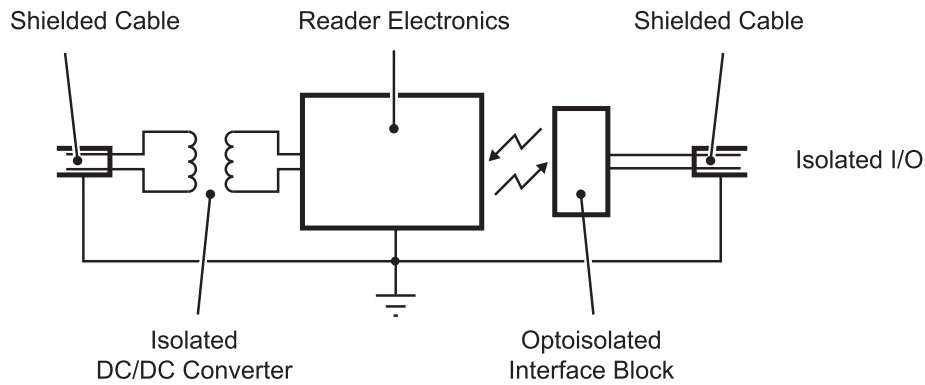 Shielded Cable
Reader Electronics
Shielded Cable
Isolated I/O
Isolated
DC/DC Converter
Optoisolated
Interface Block